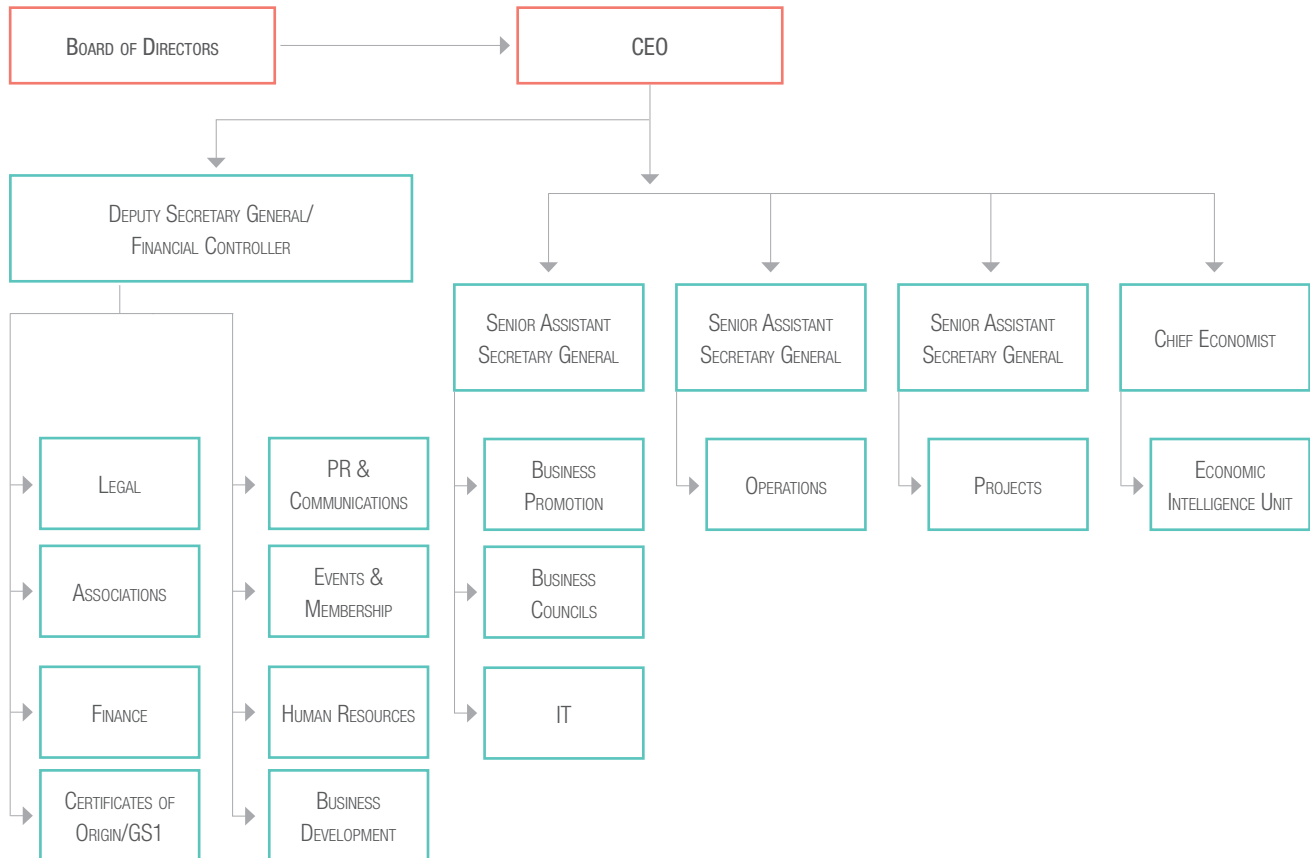 Board of Directors
CEO
Deputy Secretary General/
Financial Controller
Senior Assistant
Secretary General
Senior Assistant
Secretary General
Senior Assistant
Secretary General
Chief Economist
Legal
PR &
Communications
Business
Promotion
Operations
Projects
Economic
Intelligence Unit
Associations
Events &
Membership
Business
Councils
Finance
Human Resources
IT
Certificates of
Origin/GS1
Business
Development